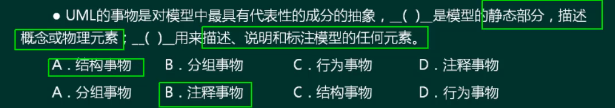 ● UML的事物是对模型中最具有代表性的成分的抽象，__( )__是模型的静态部分，描述
概念或物理元素；__( )__用来描述、说明和标注模型的任何元素。
A．结构事物 B．分组事物 C．行为事物 D．注释事物
A．分组事物 B．注释事物 C．结构事物 D．行为事物